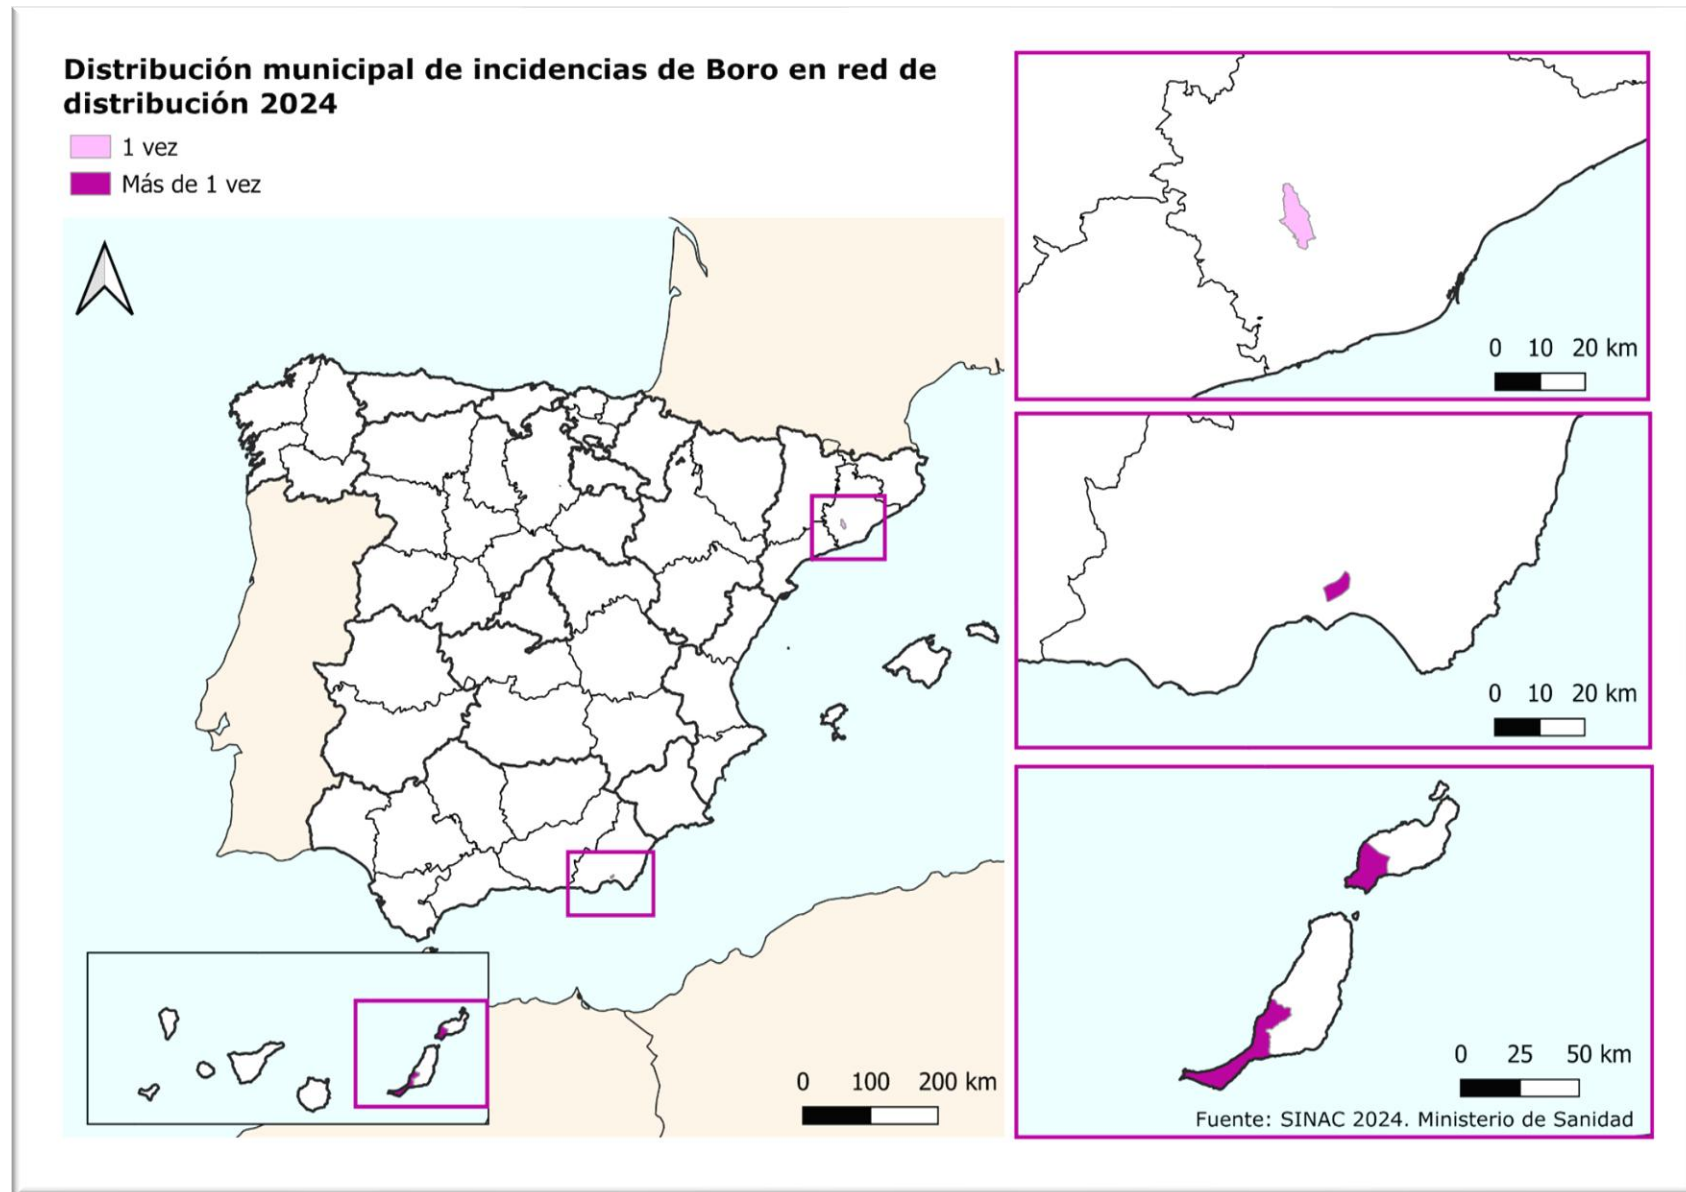 Distribución municipal de incidencias de Boro en red de
distribución 2024
1 vez
Más de 1 vez
0 100 200 km
0 10 20 km
0 10 20 km
0 25 50 km
Fuente: SINAC 2024. Ministerio de Sanidad